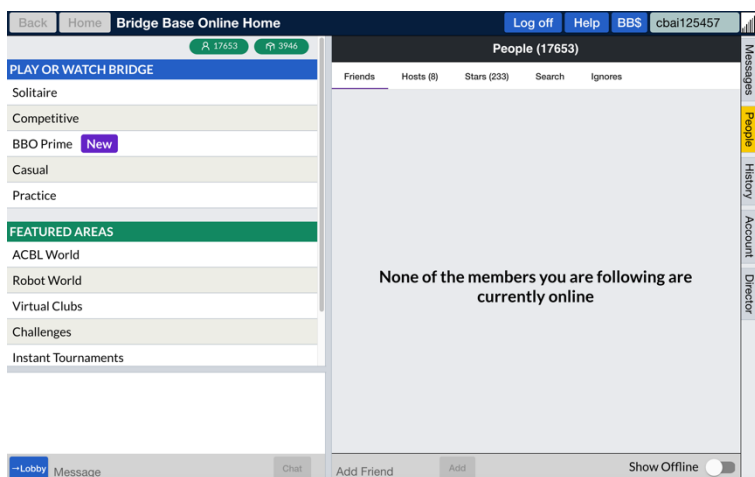 Back Home Bridge Base Online Home Log off Help BB$ cbai125457
17653 3946
PLAY OR WATCH BRIDGE
Solitaire
Competitive
BBO Prime New
Casual
Practice
FEATURED AREAS
ACBL World
Robot World
Virtual Clubs
Challenges
Instant Tournaments
→Lobby Message Chat
People (17653)
Friends Hosts (8) Stars (233) Search Ignores
None of the members you are following are
currently online
Add Friend Add Show Offline
Messages
People
History
Account
Director